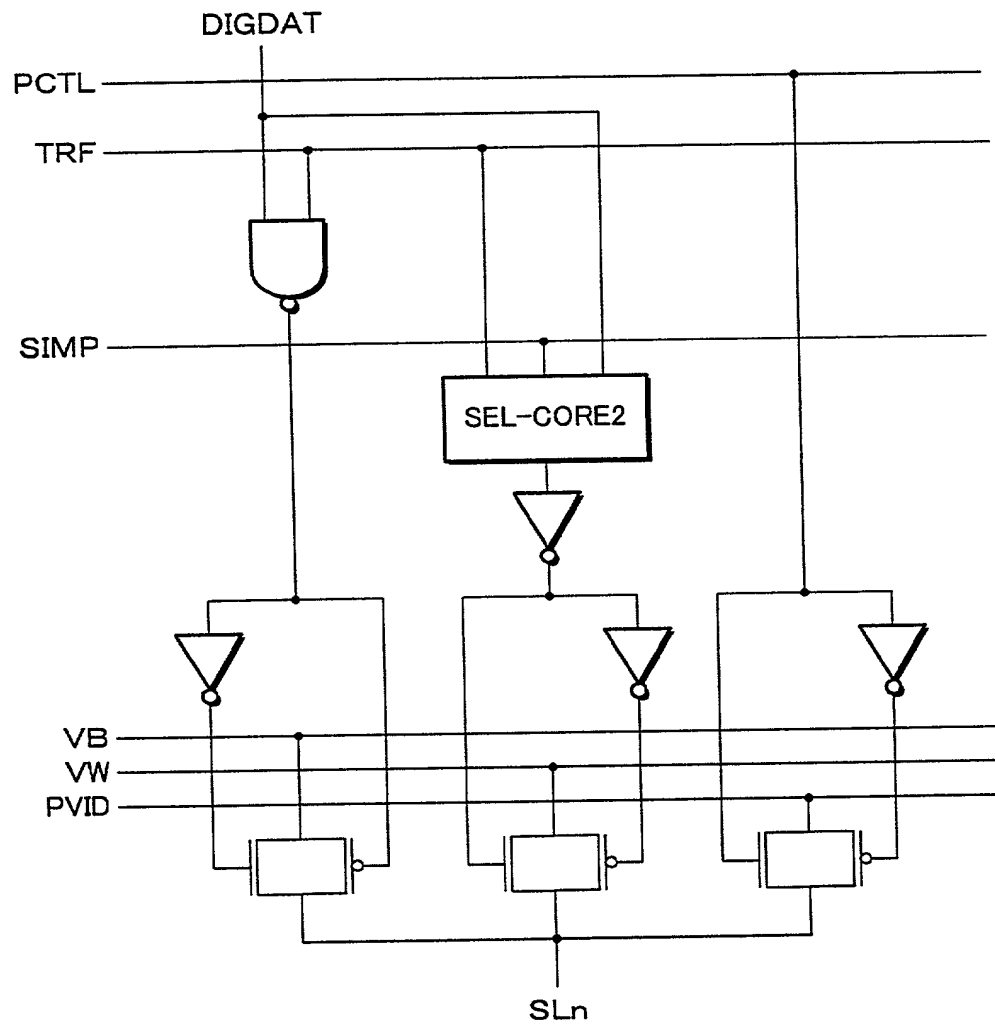 DIGDAT
PCTL
TRF
SIMP
SEL-CORE2
VB
VW
PVID
SLn